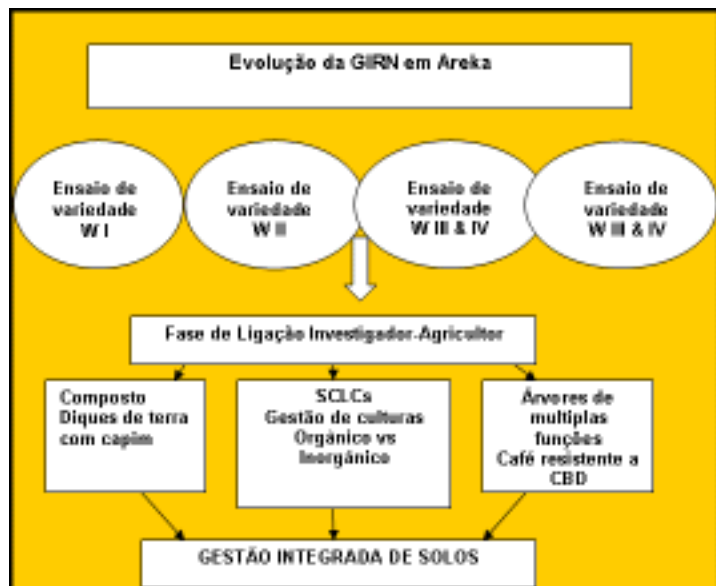 Evolução da GIRN em Areka
Ensaio de
variedade
W I
Ensaio de
variedade
W II
Ensaio de
variedade
W III & IV
Ensaio de
variedade
W III & IV
Fase de Ligação Investigador-Agricultor
Composto
Diques de terra
com capim
SCLCs
Gestão de culturas
Orgánico vs
Inorgánico
Árvores de
multiplas
funções
Café resistente a
CBD
GESTÃO INTEGRADA DE SOLOS